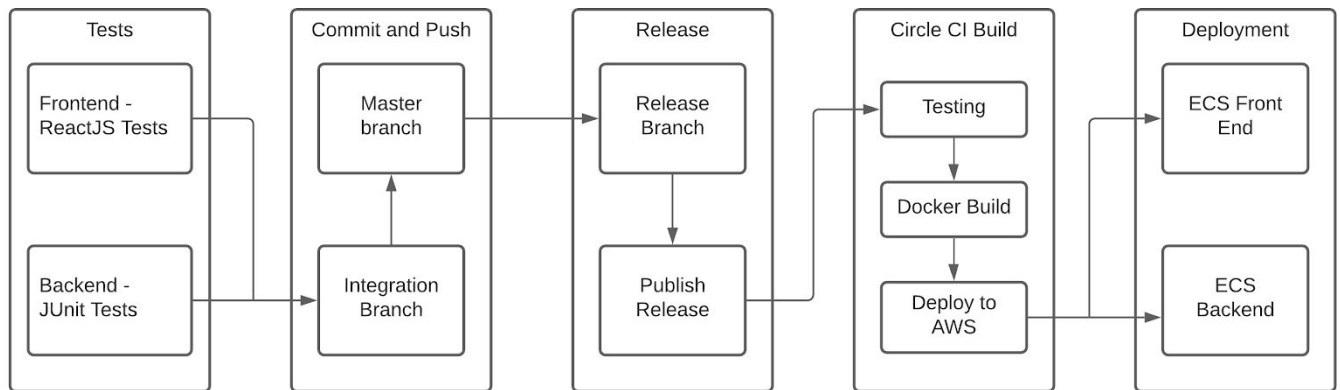 Tests
Frontend -
ReactJS Tests
Backend -
JUnit Tests
Commit and Push
Master
branch
Integration
Branch
Release
Release
Branch
Publish
Release
Circle CI Build
Testing
Docker Build
Deploy to
AWS
Deployment
ECS Front
End
ECS
Backend